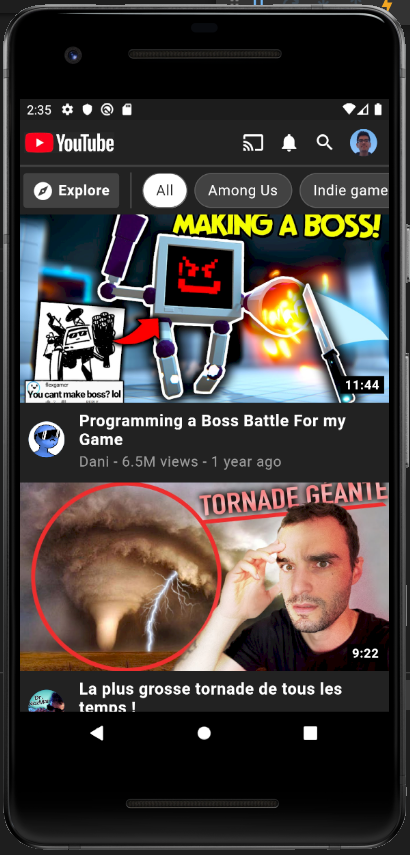 2:35
YouTube
Explore
All
Among Us
Indie game
MAKING A BOSS!
You cant make boss? lol
11:44
Programming a Boss Battle For my
Game
Dani - 6.5M views - 1 year ago
TORNADE GÉANTE
9:22
La plus grosse tornade de tous les
temps !